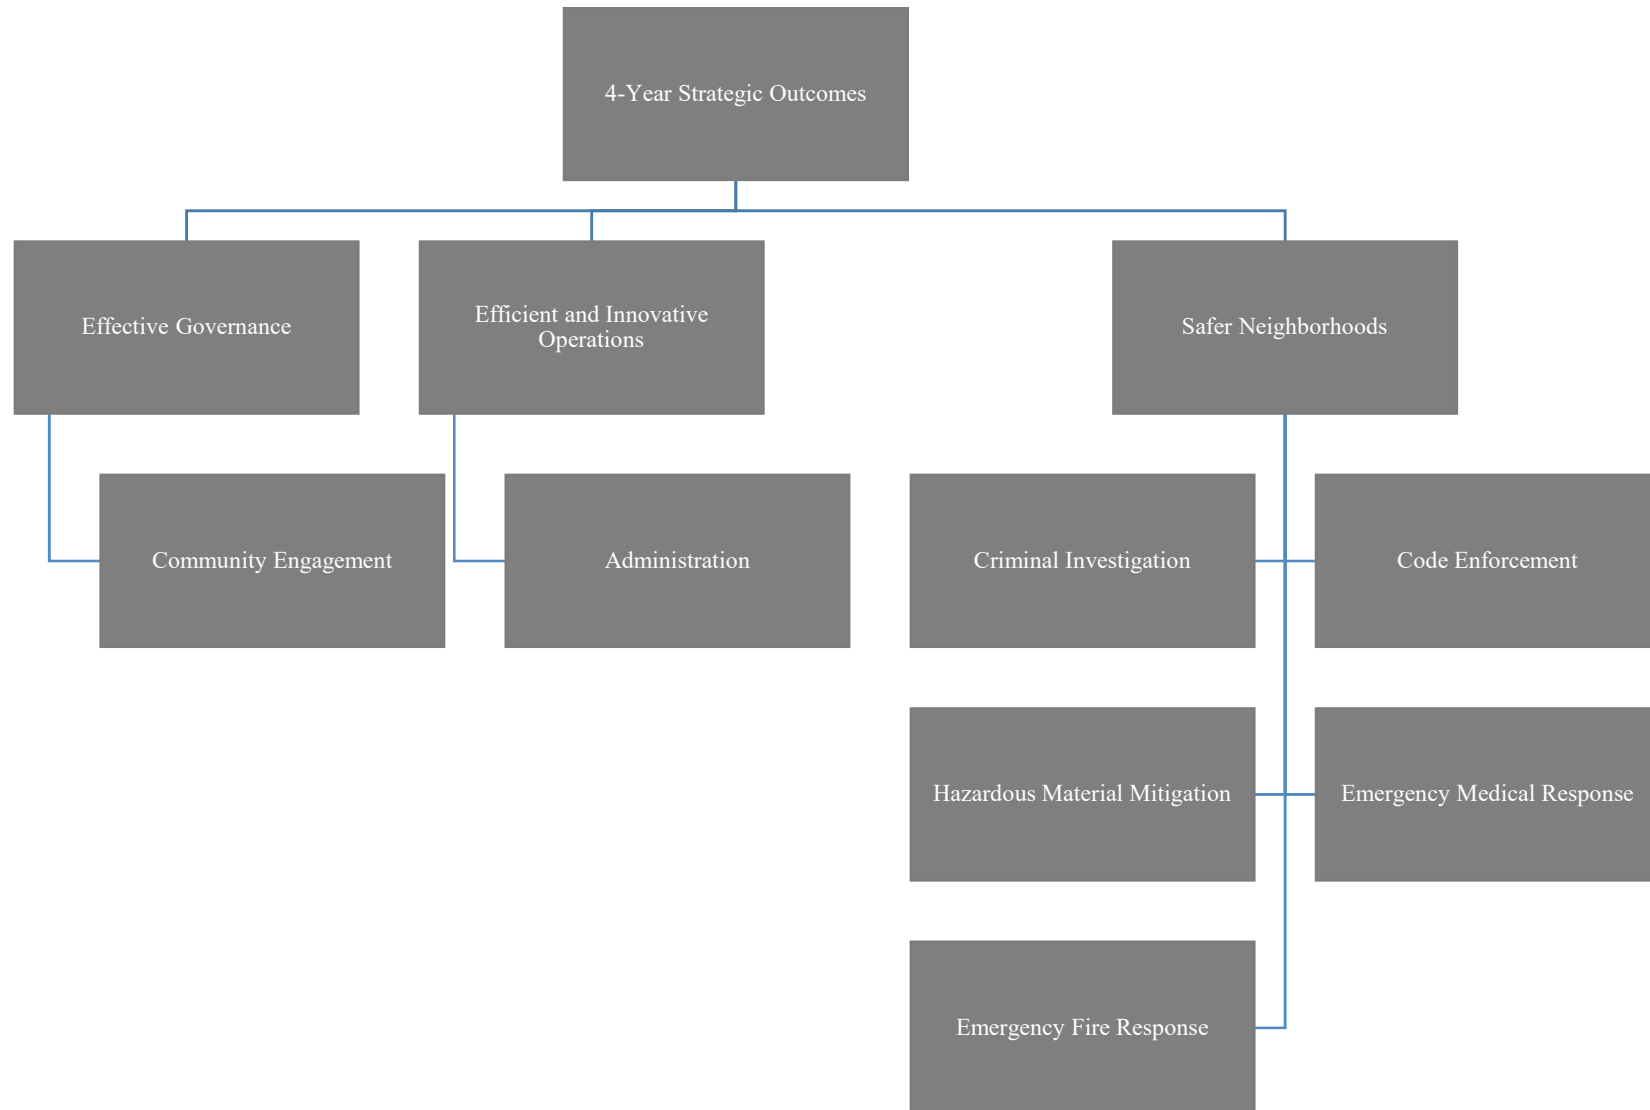 4-Year Strategic Outcomes
Effective Governance
Efficient and Innovative
Operations
Safer Neighborhoods
Community Engagement
Administration
Criminal Investigation
Code Enforcement
Hazardous Material Mitigation
Emergency Medical Response
Emergency Fire Response